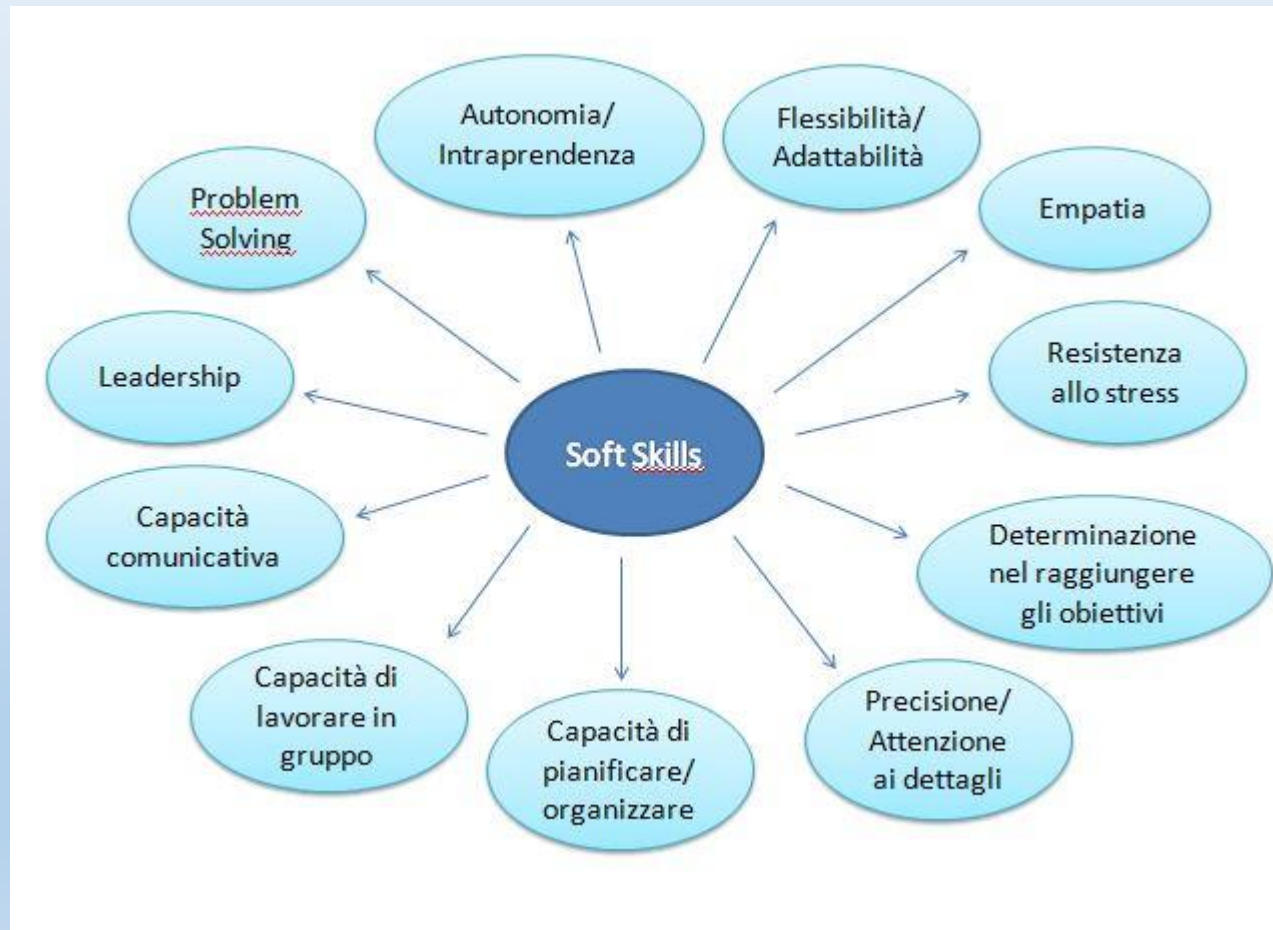 Autonomia/
Intraprendenza
Flessibilità/
Adattabilità
Empatia
Problem
Solving
Resistenza
allo stress
Leadership
Soft Skills
Capacità
comunicativa
Determinazione
nel raggiungere
gli obiettivi
Capacità di
lavorare in
gruppo
Capacità di
pianificare/
organizzare
Precisione/
Attenzione
ai dettagli